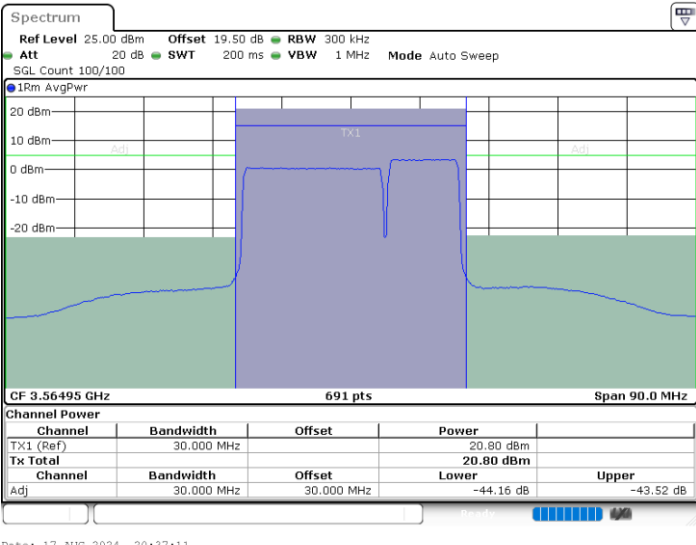 Spectrum
Ref Level 25.00 dBm Offset 19.50 dB RBW 300 kHz
Att 20 dB SWT 200 ms VBW 1 MHz Mode Auto Sweep
SGL Count 100/100
1Rm AvgPwr
20 dBm
TX1
10 dBm
Adj Adj
0 dBm
-10 dBm
-20 dBm
CF 3.56495 GHz 691 pts Span 90.0 MHz
Channel Power
Channel Bandwidth Offset Power
TX1 (Ref) 30.000 MHz 20.80 dBm
Tx Total 20.80 dBm
Channel Bandwidth Offset Lower Upper
Adj 30.000 MHz 30.000 MHz -44.16 dB -43.52 dB
Ready